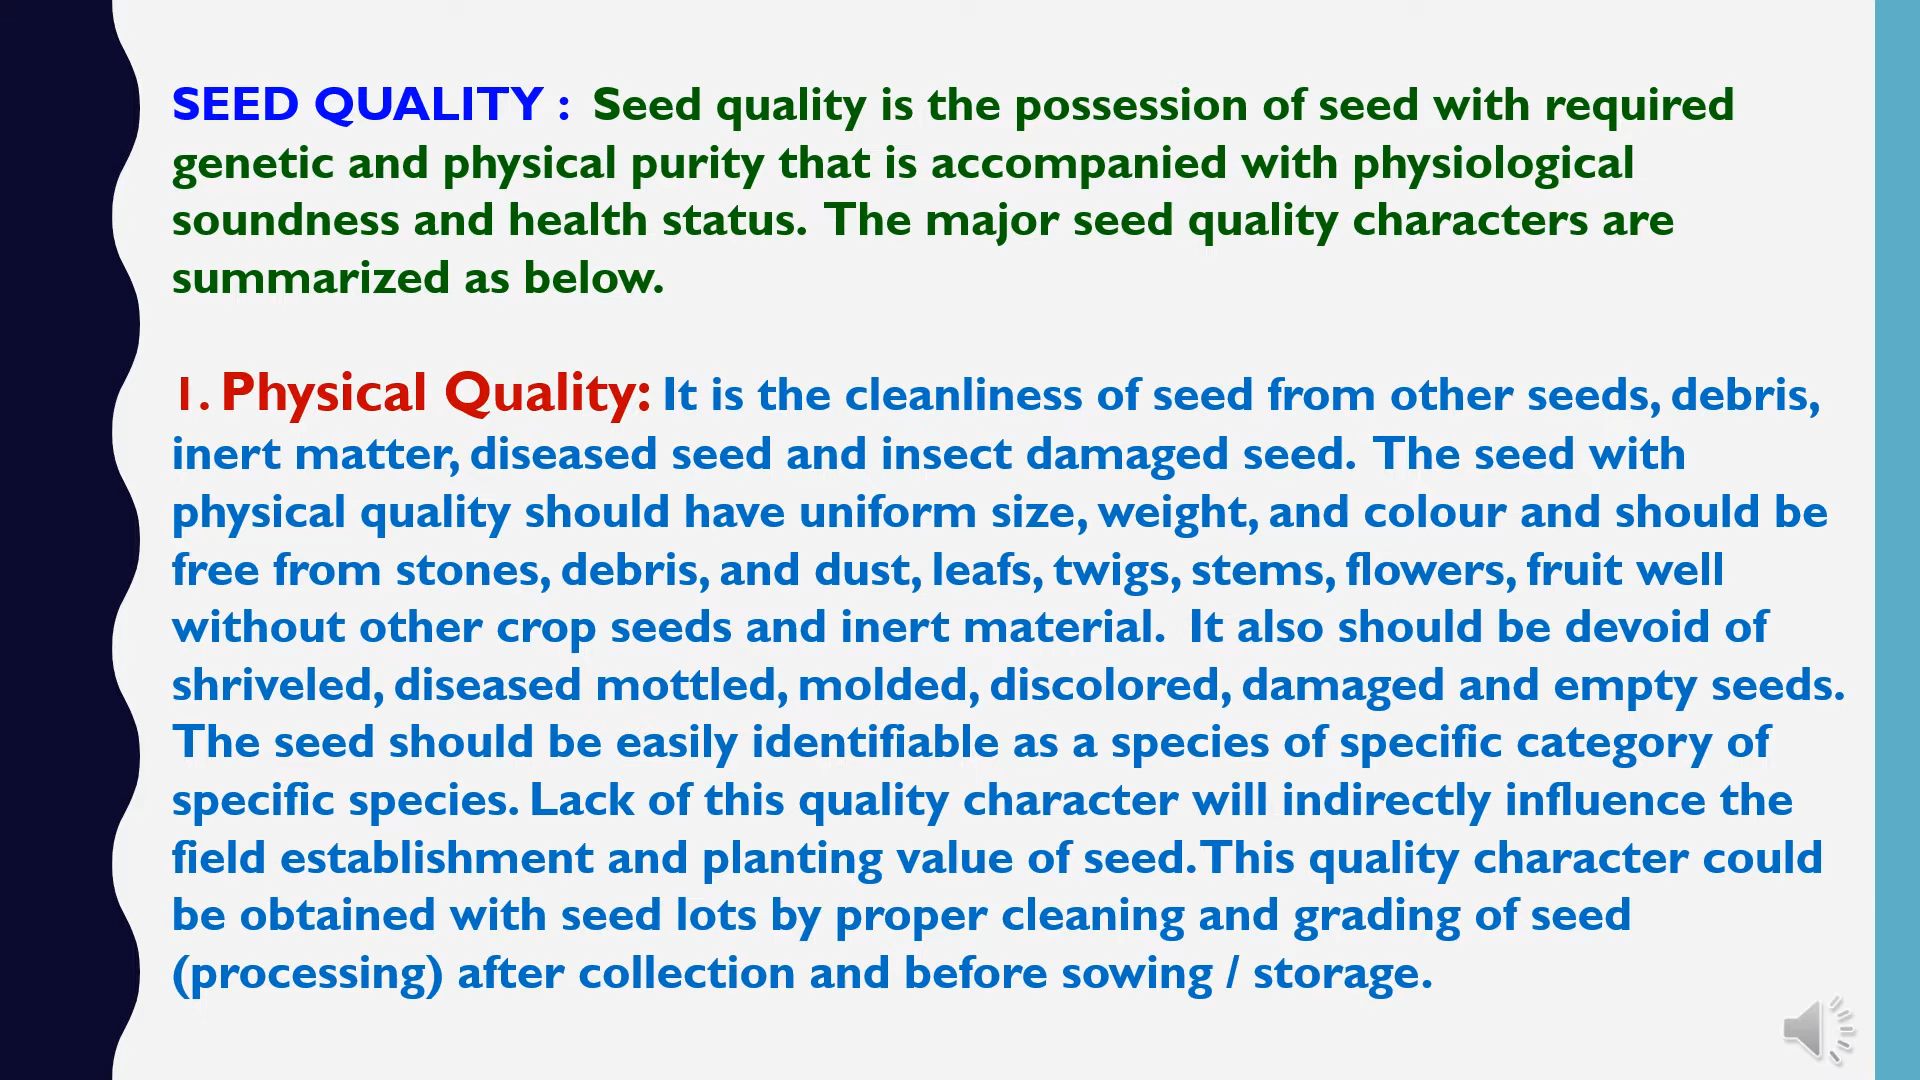 SEED QUALITY : Seed quality is the possession of seed with required
genetic and physical purity that is accompanied with physiological
soundness and health status. The major seed quality characters are
summarized as below.
1. Physical Quality: It is the cleanliness of seed from other seeds, debris,
inert matter, diseased seed and insect damaged seed. The seed with
physical quality should have uniform size, weight, and colour and should be
free from stones, debris, and dust, leafs, twigs, stems, flowers, fruit well
without other crop seeds and inert material. It also should be devoid of
shriveled, diseased mottled, molded, discolored, damaged and empty seeds.
The seed should be easily identifiable as a species of specific category of
specific species. Lack of this quality character will indirectly influence the
field establishment and planting value of seed. This quality character could
be obtained with seed lots by proper cleaning and grading of seed
(processing) after collection and before sowing / storage.